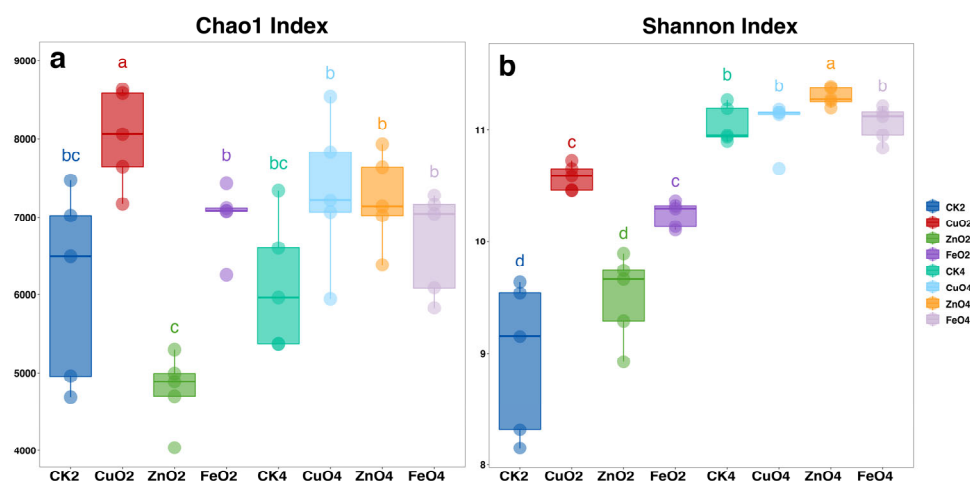 Chao1 Index
a
9000
8000
7000
6000
5000
4000
bc
a
c
b
bc
b
b
b
CK2 CuO2 ZnO2 FeO2 CK4 CuO4 ZnO4 FeO4
Shannon Index
b
11
10
9
8
d
c
d
c
b
b
a
b
CK2 CuO2 ZnO2 FeO2 CK4 CuO4 ZnO4 FeO4
CK2
CuO2
ZnO2
FeO2
CK4
CuO4
ZnO4
FeO4